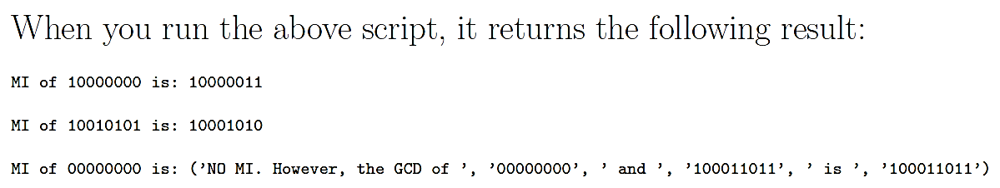 When you run the above script, it returns the following result:
MI of 10000000 is: 10000011
MI of 10010101 is: 10001010
MI of 00000000 is: (’NO MI. However, the GCD of ’, ’00000000’, ’ and ’, ’100011011’, ’ is ’, ’100011011’)